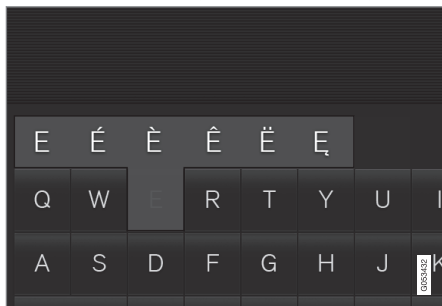 E É È Ê Ë Ę
Q W E R T Y U I
A S D F G H J K
G053432